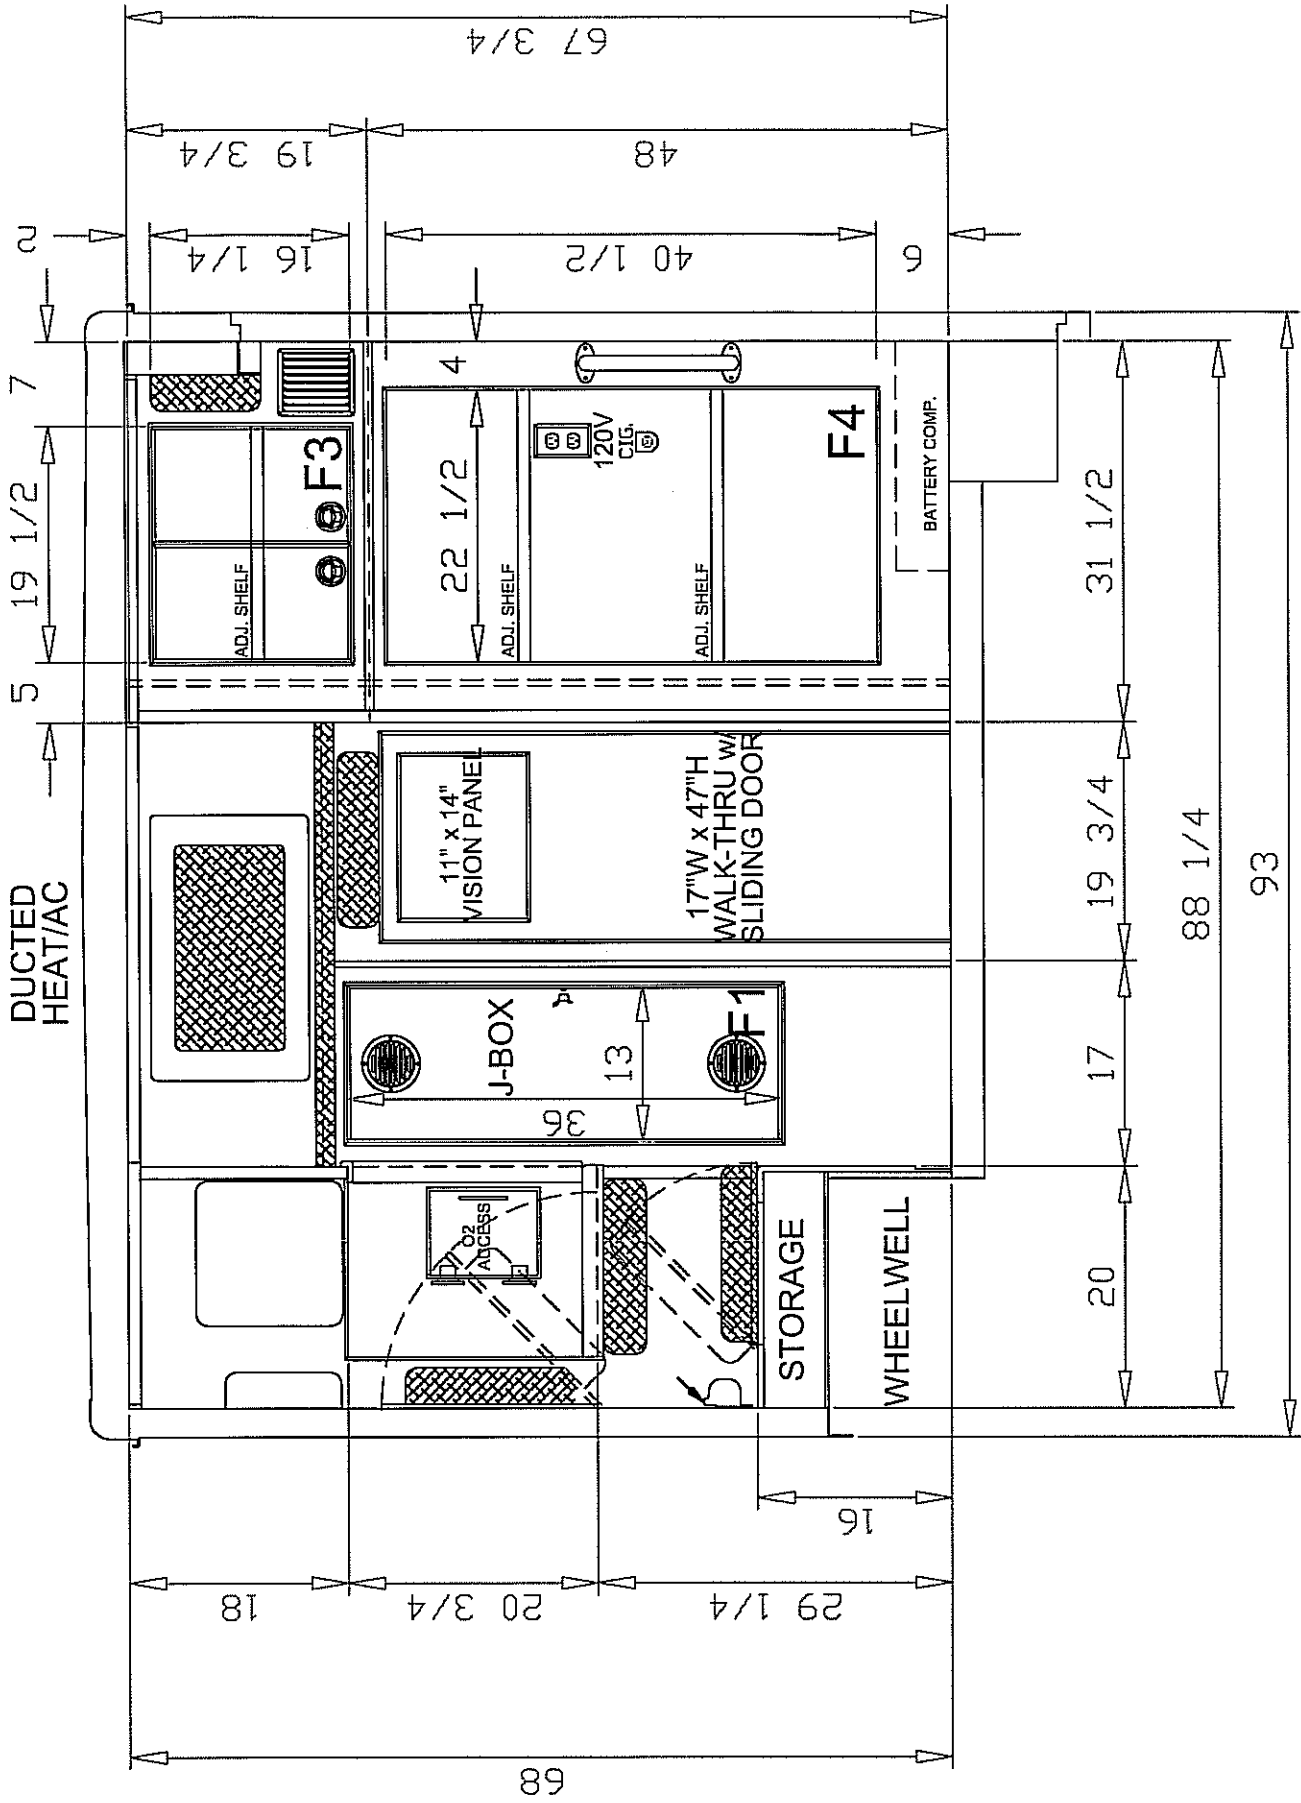 DUCTED
HEAT/AC
5
19 1/2
7
2
16 1/4
19 3/4
67 3/4
40 1/2
48
6
4
22 1/2
ADJ. SHELF
F3
ADJ. SHELF
ADJ. SHELF
120V
CIG.
F4
BATTERY COMP.
11" x 14"
VISION PANEL
17"W x 47"H
WALK-THRU W/
SLIDING DOOR
J-BOX
36
13
F1
O2
ACCESS
STORAGE
WHEELWELL
18
20 3/4
29 1/4
16
68
20
17
19 3/4
31 1/2
88 1/4
93